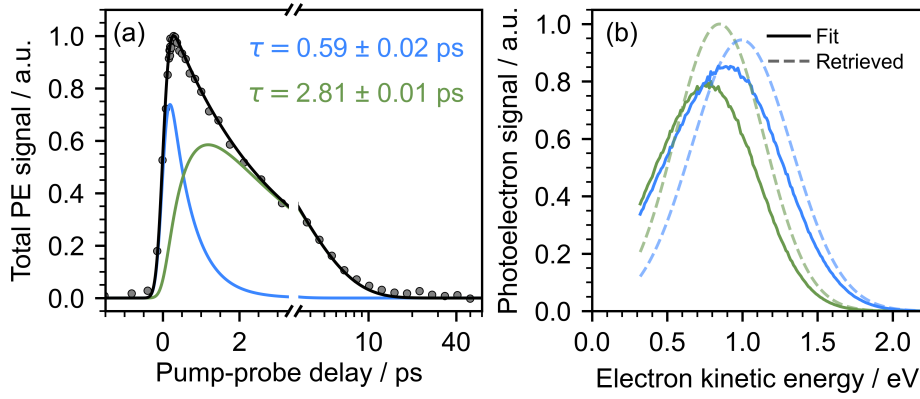 (a)
τ = 0.59 ± 0.02 ps
τ = 2.81 ± 0.01 ps
Total PE signal / a.u.
1.0
0.8
0.6
0.4
0.2
0.0
0
2
10
40
Pump-probe delay / ps
(b)
Fit
Retrieved
Photoelectron signal / a.u.
1.0
0.8
0.6
0.4
0.2
0.0
0.0
0.5
1.0
1.5
2.0
Electron kinetic energy / eV